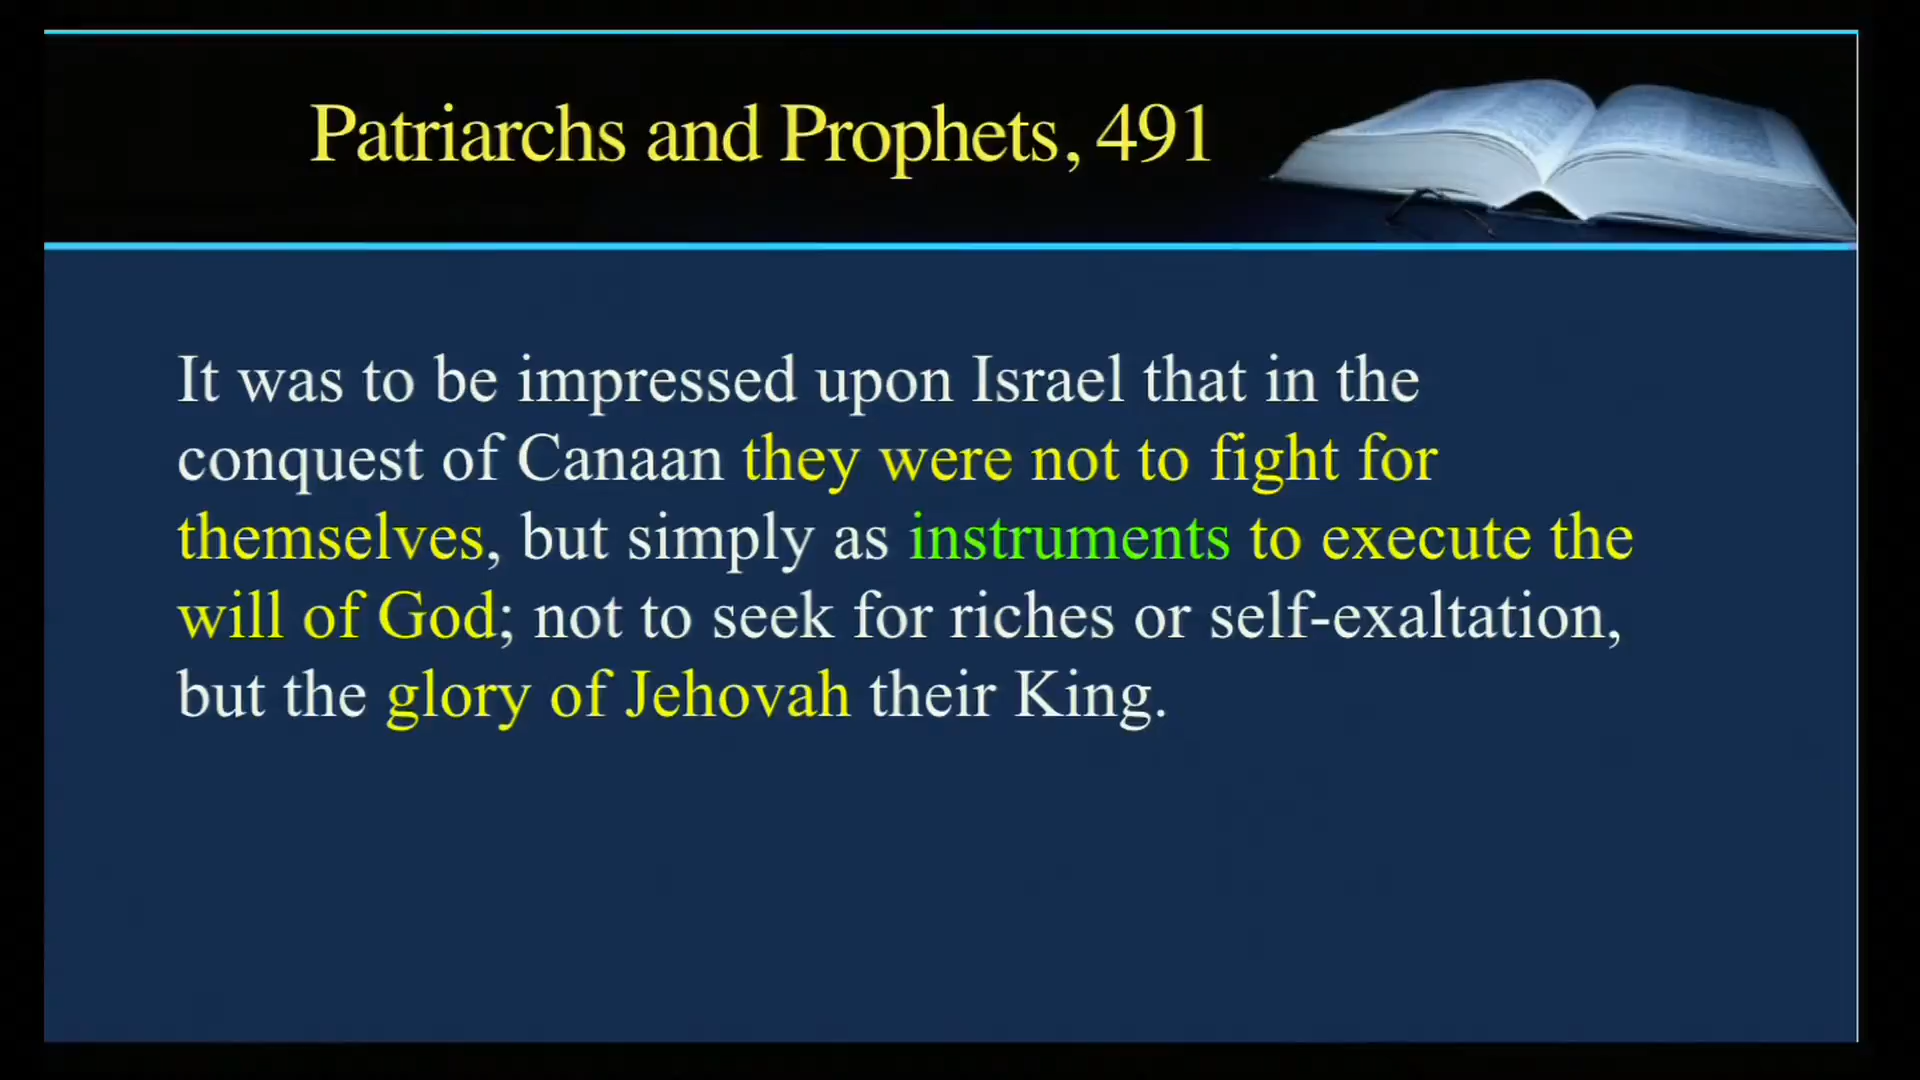 Patriarchs and Prophets, 491
It was to be impressed upon Israel that in the
conquest of Canaan they were not to fight for
themselves, but simply as instruments to execute the
will of God; not to seek for riches or self-exaltation,
but the glory of Jehovah their King.